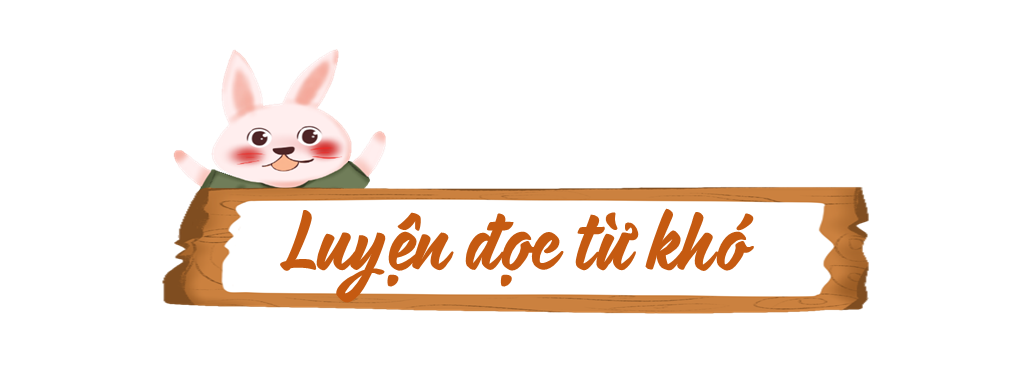 Luyện đọc từ khó